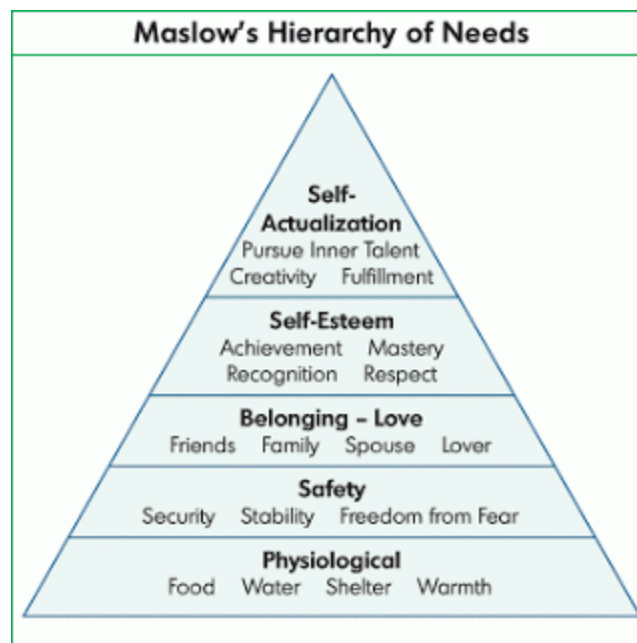 Maslow's Hierarchy of Needs
Self-
Actualization
Pursue Inner Talent
Creativity Fulfillment
Self-Esteem
Achievement Mastery
Recognition Respect
Belonging – Love
Friends Family Spouse Lover
Safety
Security Stability Freedom from Fear
Physiological
Food Water Shelter Warmth